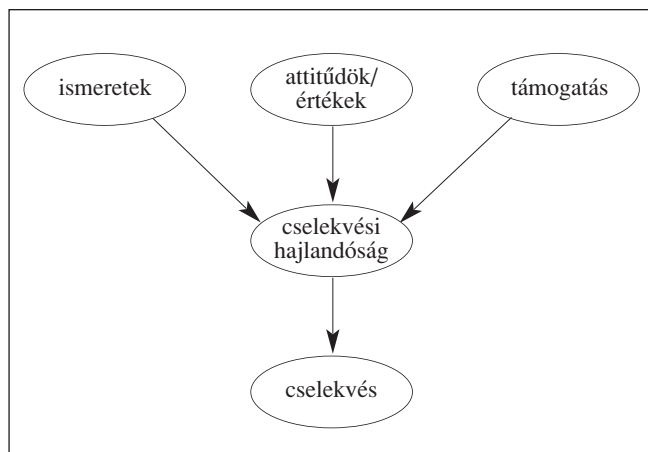 ismeretek
attitűdök/
értékek
támogatás
cselekvési
hajlandóság
cselekvés